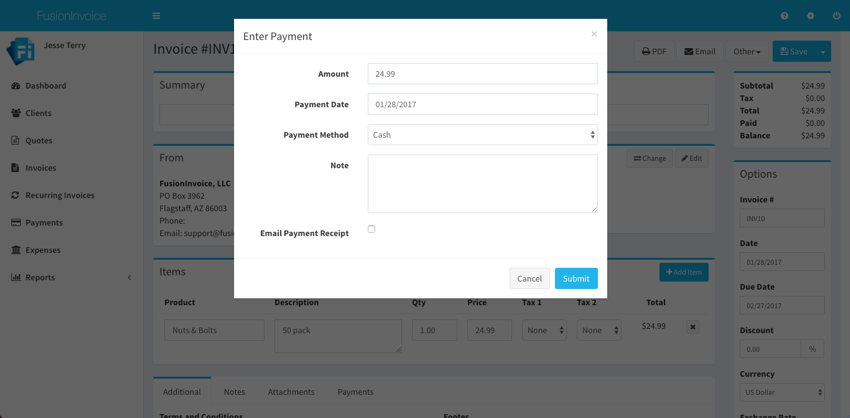 FusionInvoice
Jesse Terry
Dashboard
Clients
Quotes
Invoices
Recurring Invoices
Payments
Expenses
Reports
Invoice #INV
PDF
Email
Other
Save
Enter Payment
×
Amount
24.99
Payment Date
01/28/2017
Payment Method
Cash
Note
Email Payment Receipt
Cancel
Submit
Summary
From
Change
Edit
FusionInvoice, LLC
PO Box 3962
Flagstaff, AZ 86003
Phone:
Email: support@fusi
Items
Add Item
Product Description Qty Price Tax 1 Tax 2 Total
Nuts & Bolts 50 pack 1.00 24.99 None None $24.99
Additional Notes Attachments Payments
Terms and Conditions Footer
Subtotal $24.99
Tax $0.00
Total $24.99
Paid $0.00
Balance $24.99
Options
Invoice #
INV10
Date
01/28/2017
Due Date
02/27/2017
Discount
0.00 %
Currency
US Dollar
Exchange Rate